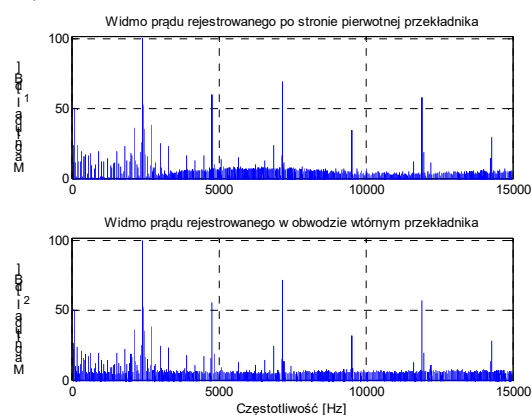 Widmo prądu rejestrowanego po stronie pierwotnej przekładnika
100
50
0
0 5000 10000 15000
Widmo prądu rejestrowanego w obwodzie wtórnym przekładnika
100
50
0
0 5000 10000 15000
Częstotliwość [Hz]